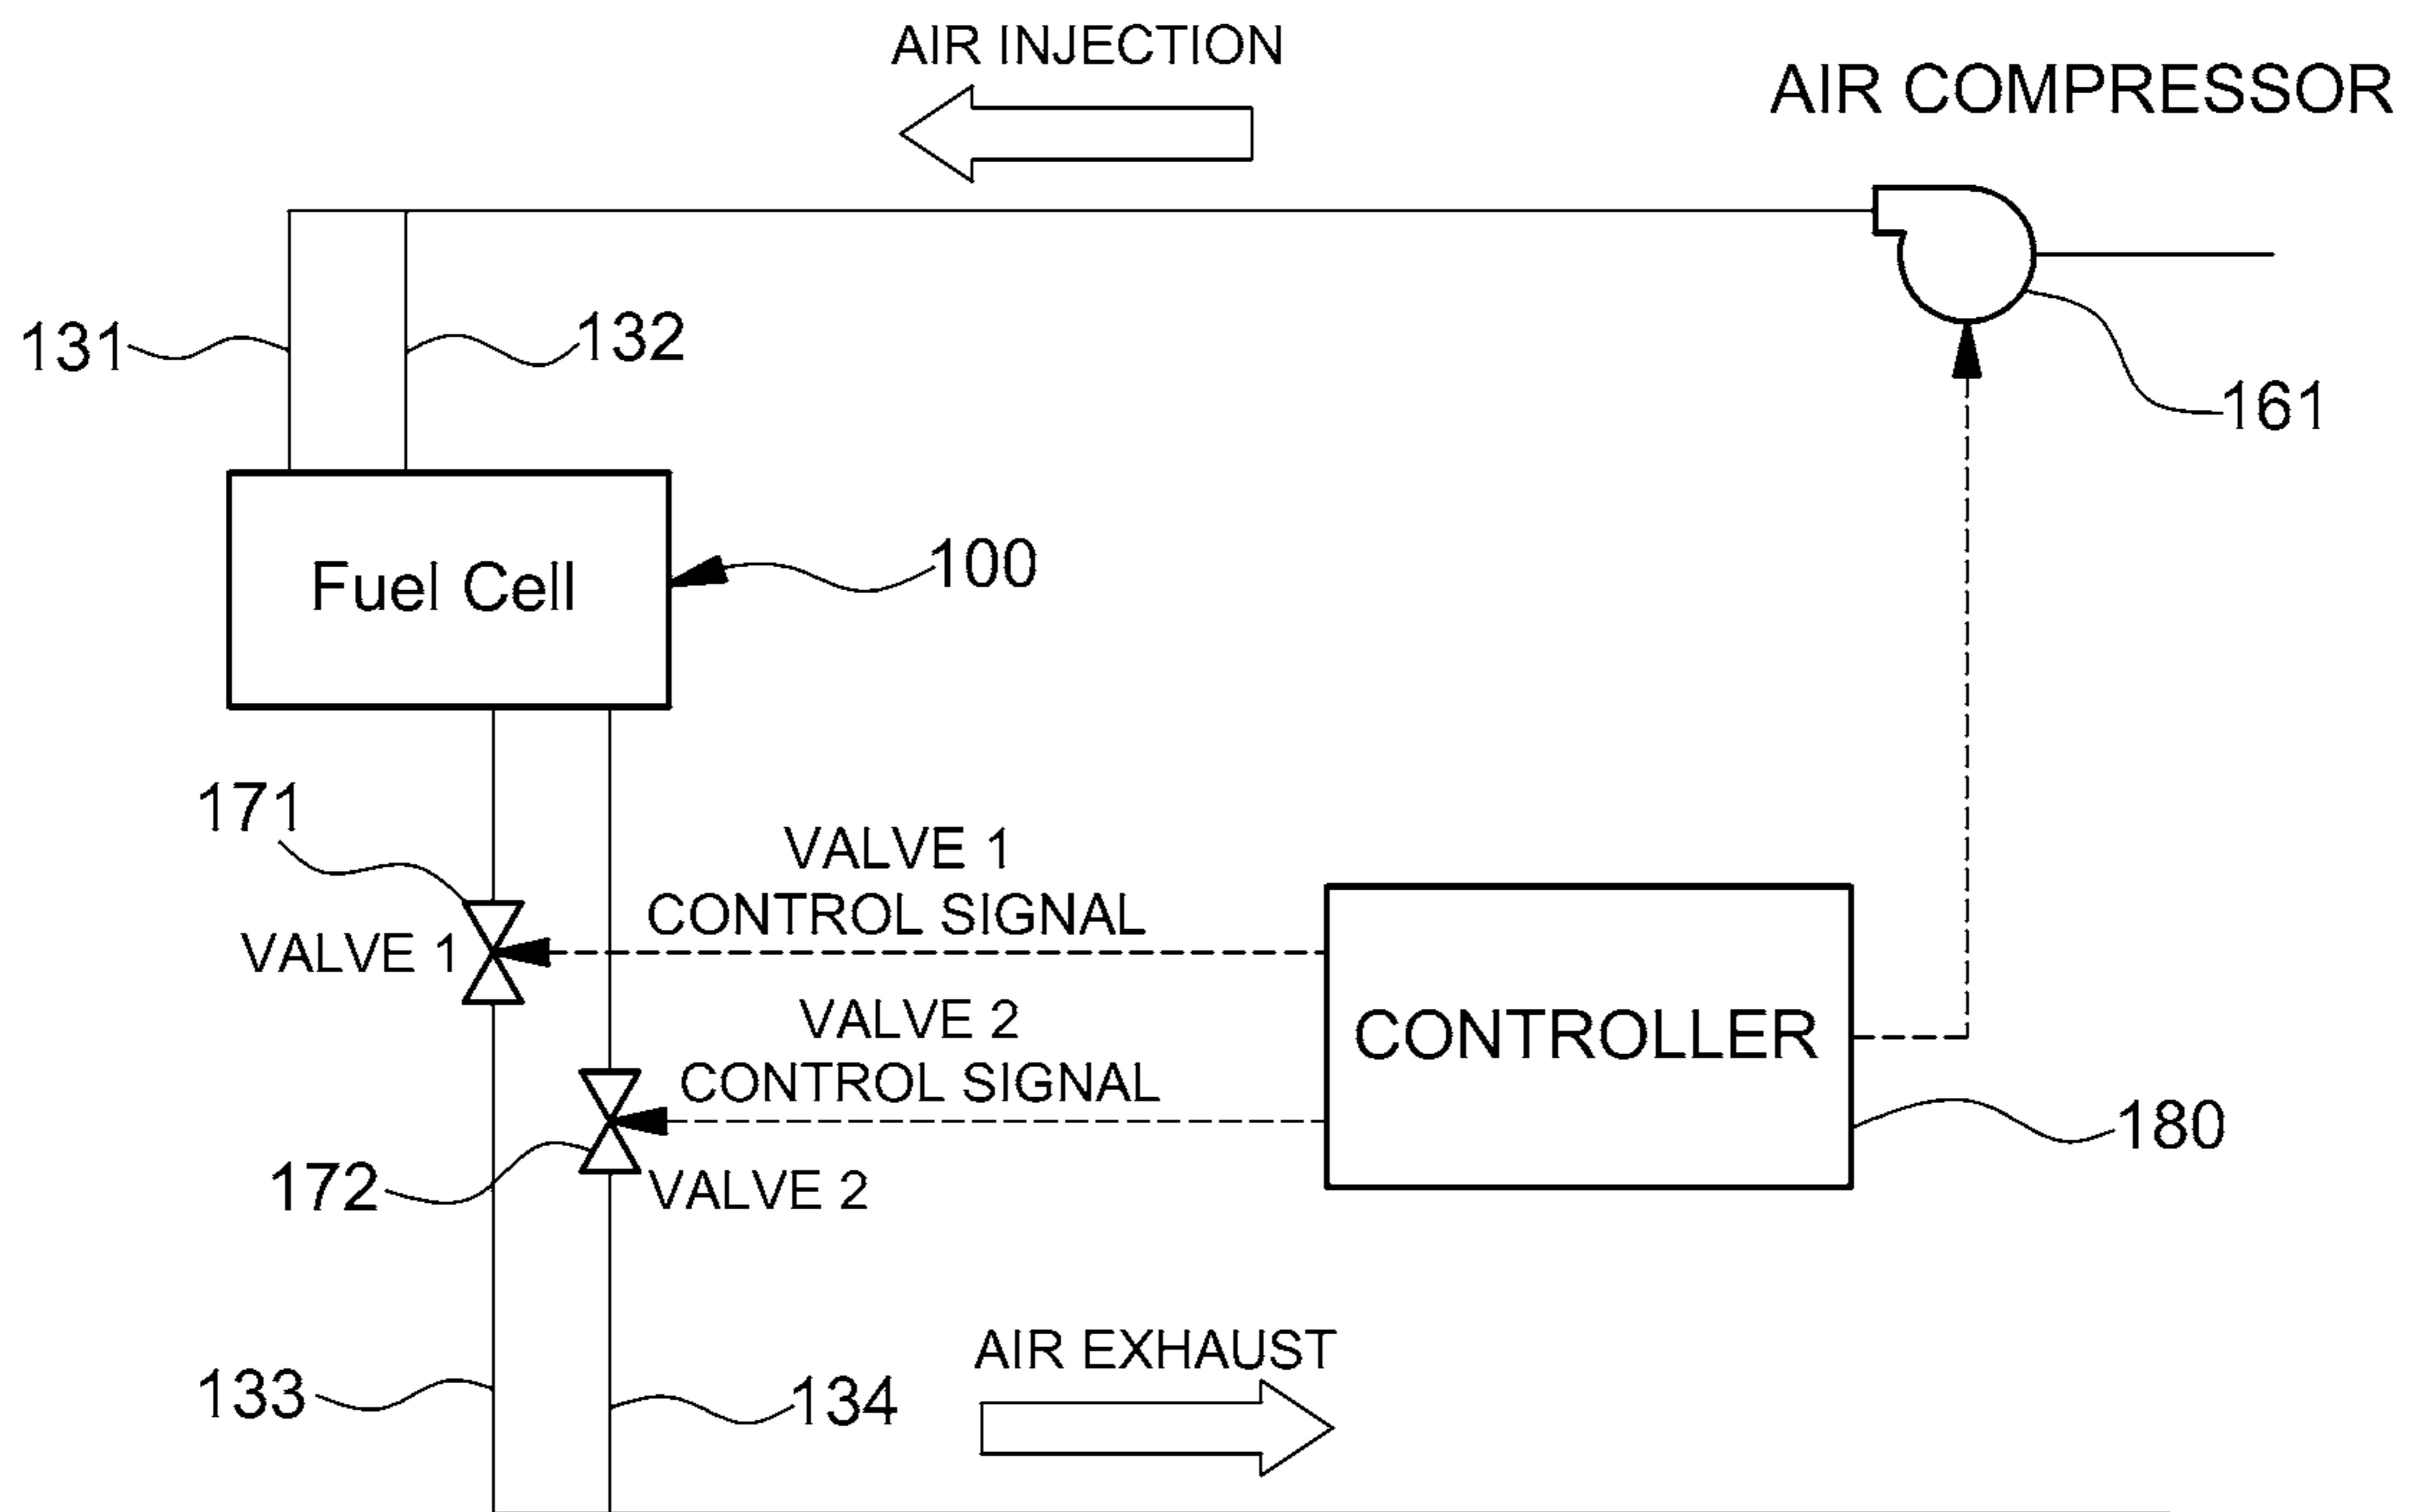 AIR INJECTION
AIR COMPRESSOR
131
132
161
Fuel Cell
100
171
VALVE 1
CONTROL SIGNAL
VALVE 1
VALVE 2
CONTROL SIGNAL
CONTROLLER
172
VALVE 2
180
AIR EXHAUST
133
134